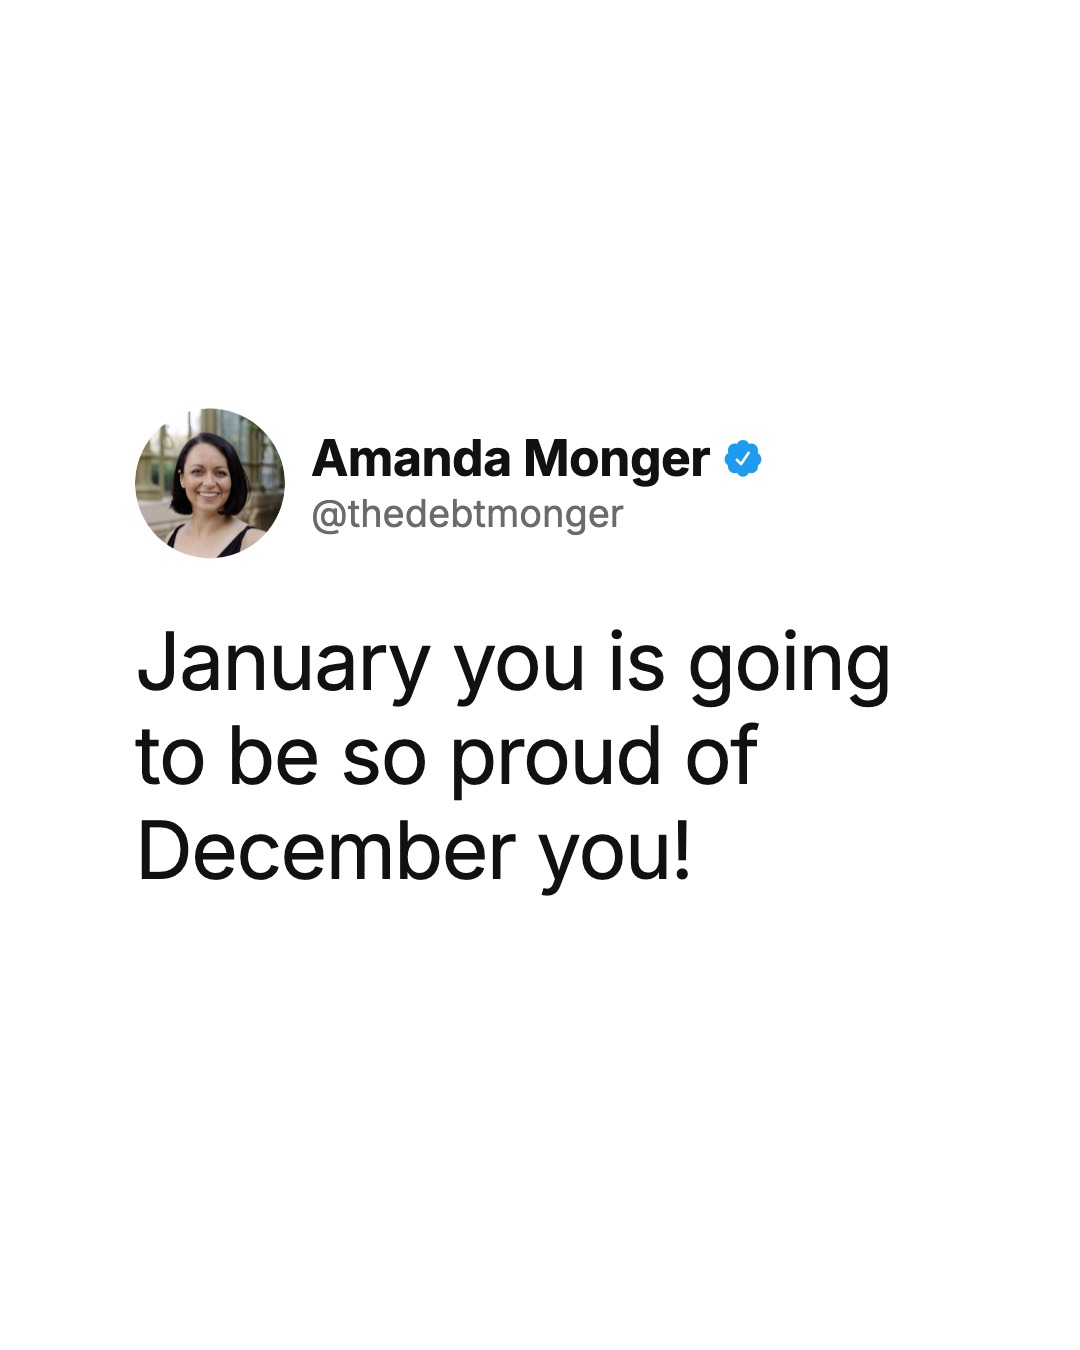 Amanda Monger
@thedebtmonger
January you is going
to be so proud of
December you!